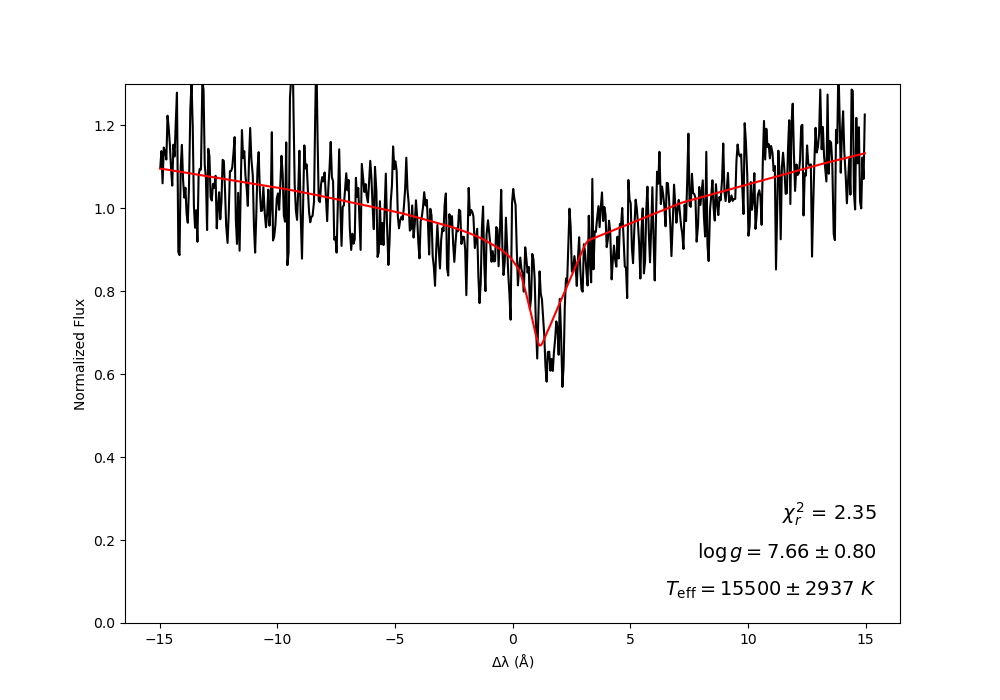 1.2
1.0
0.8
0.6
0.4
0.2
0.0
Normalized Flux
χ²ᵣ = 2.35
log g = 7.66 ± 0.80
T_eff = 15500 ± 2937 K
−15 −10 −5 0 5 10 15
Δλ (Å)